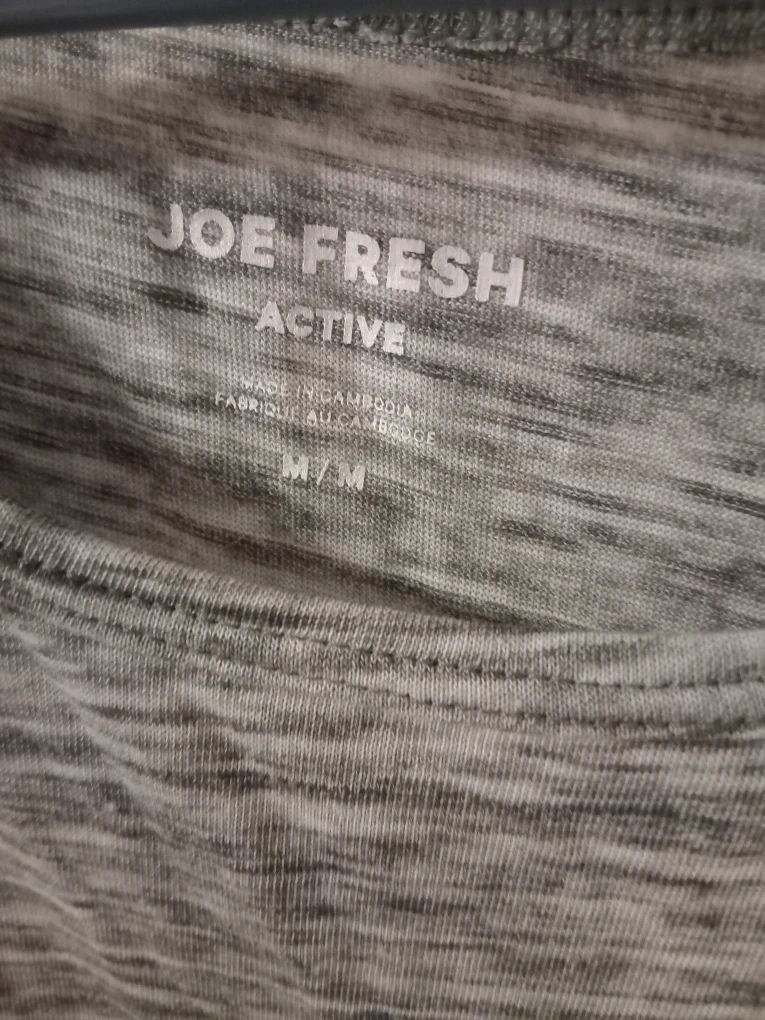 JOE FRESH
ACTIVE
MADE IN CAMBODIA
FABRIQUÉ AU CAMBODGE
M / M